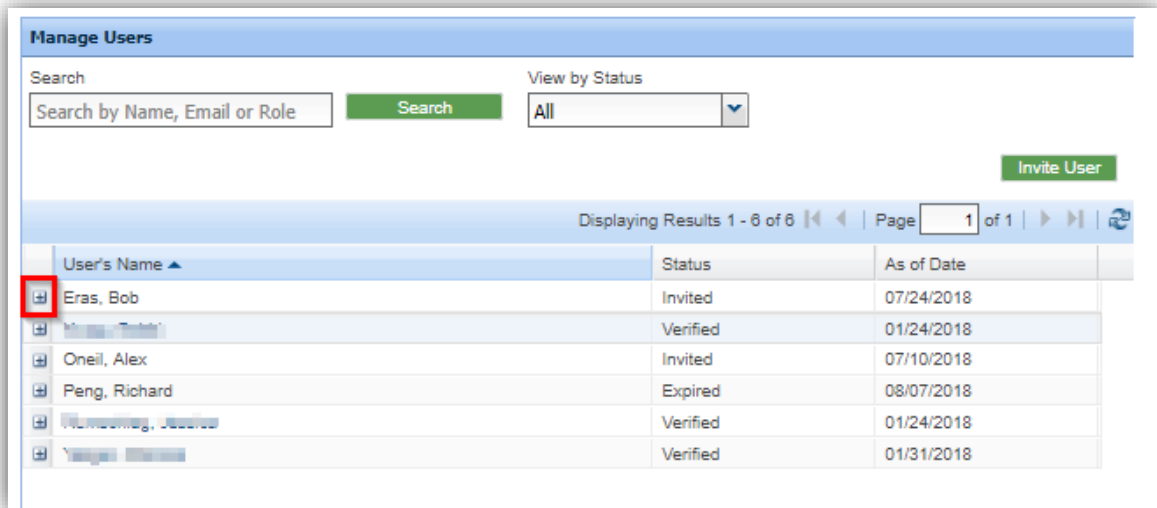 Manage Users
Search View by Status
Search by Name, Email or Role Search All
Invite User
Displaying Results 1 - 6 of 6 Page 1 of 1
User's Name Status As of Date
Eras, Bob Invited 07/24/2018
Verified 01/24/2018
Oneil, Alex Invited 07/10/2018
Peng, Richard Expired 08/07/2018
Verified 01/24/2018
Verified 01/31/2018